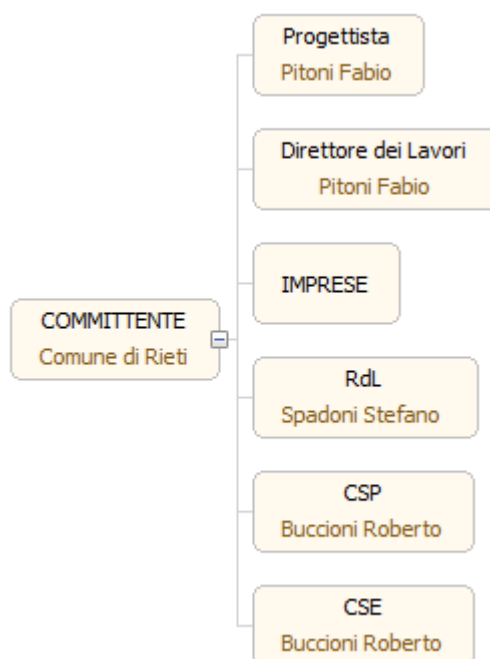 Progettista
Pitoni Fabio
Direttore dei Lavori
Pitoni Fabio
IMPRESE
COMMITTENTE
Comune di Rieti
RdL
Spadoni Stefano
CSP
Buccioni Roberto
CSE
Buccioni Roberto